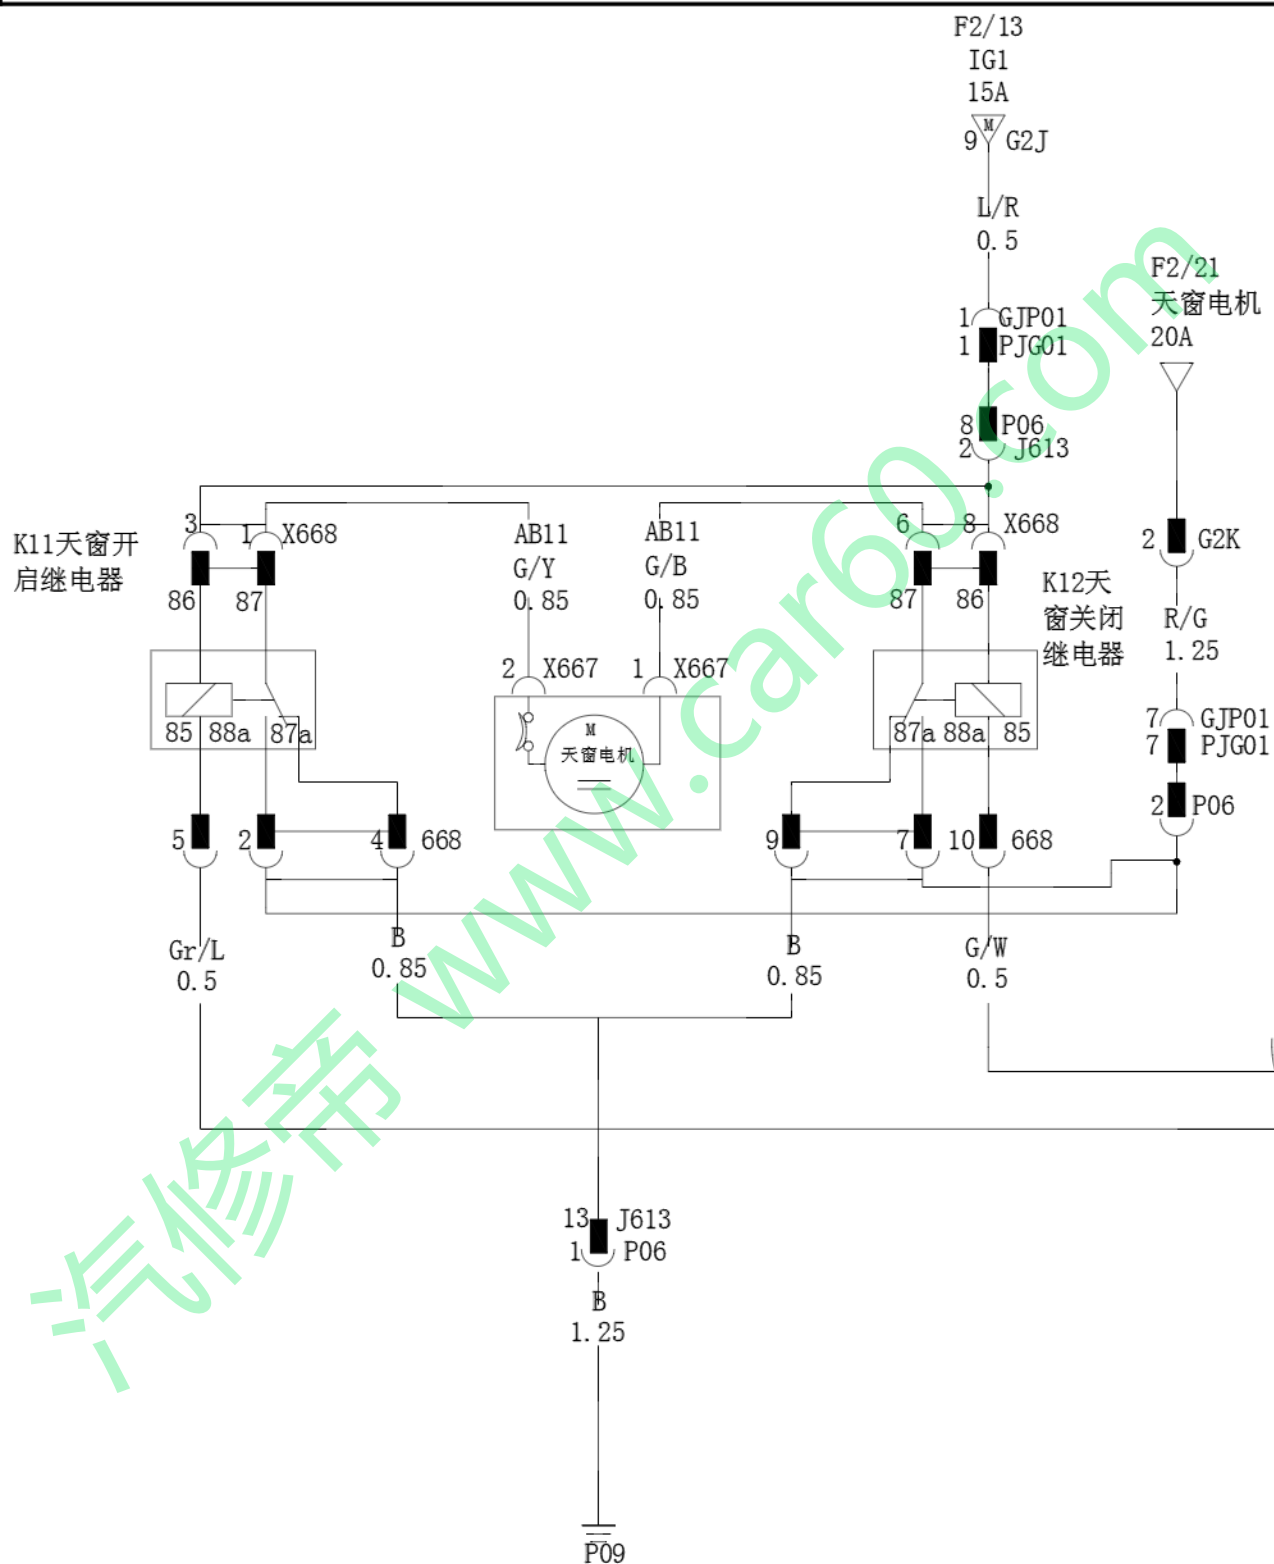 F2/13
IG1
15A
M
9 G2J
L/R
0.5
F2/21
天窗电机
20A
1 GJP01
1 PJG01
8 P06
2 J613
3 1 X668
K11天窗开
启继电器
86 87
AB11
G/Y
0.85
AB11
G/B
0.85
6 8 X668
87 86
K12天
窗关闭
继电器
2 G2K
R/G
1.25
2 X667 1 X667
85 88a 87a
M
天窗电机
87a 88a 85
7 GJP01
7 PJG01
2 P06
5 2 4 668
9 7 10 668
Gr/L
0.5
B
0.85
B
0.85
G/W
0.5
13 J613
1 P06
B
1.25
P09
汽修帝 www.car60.com